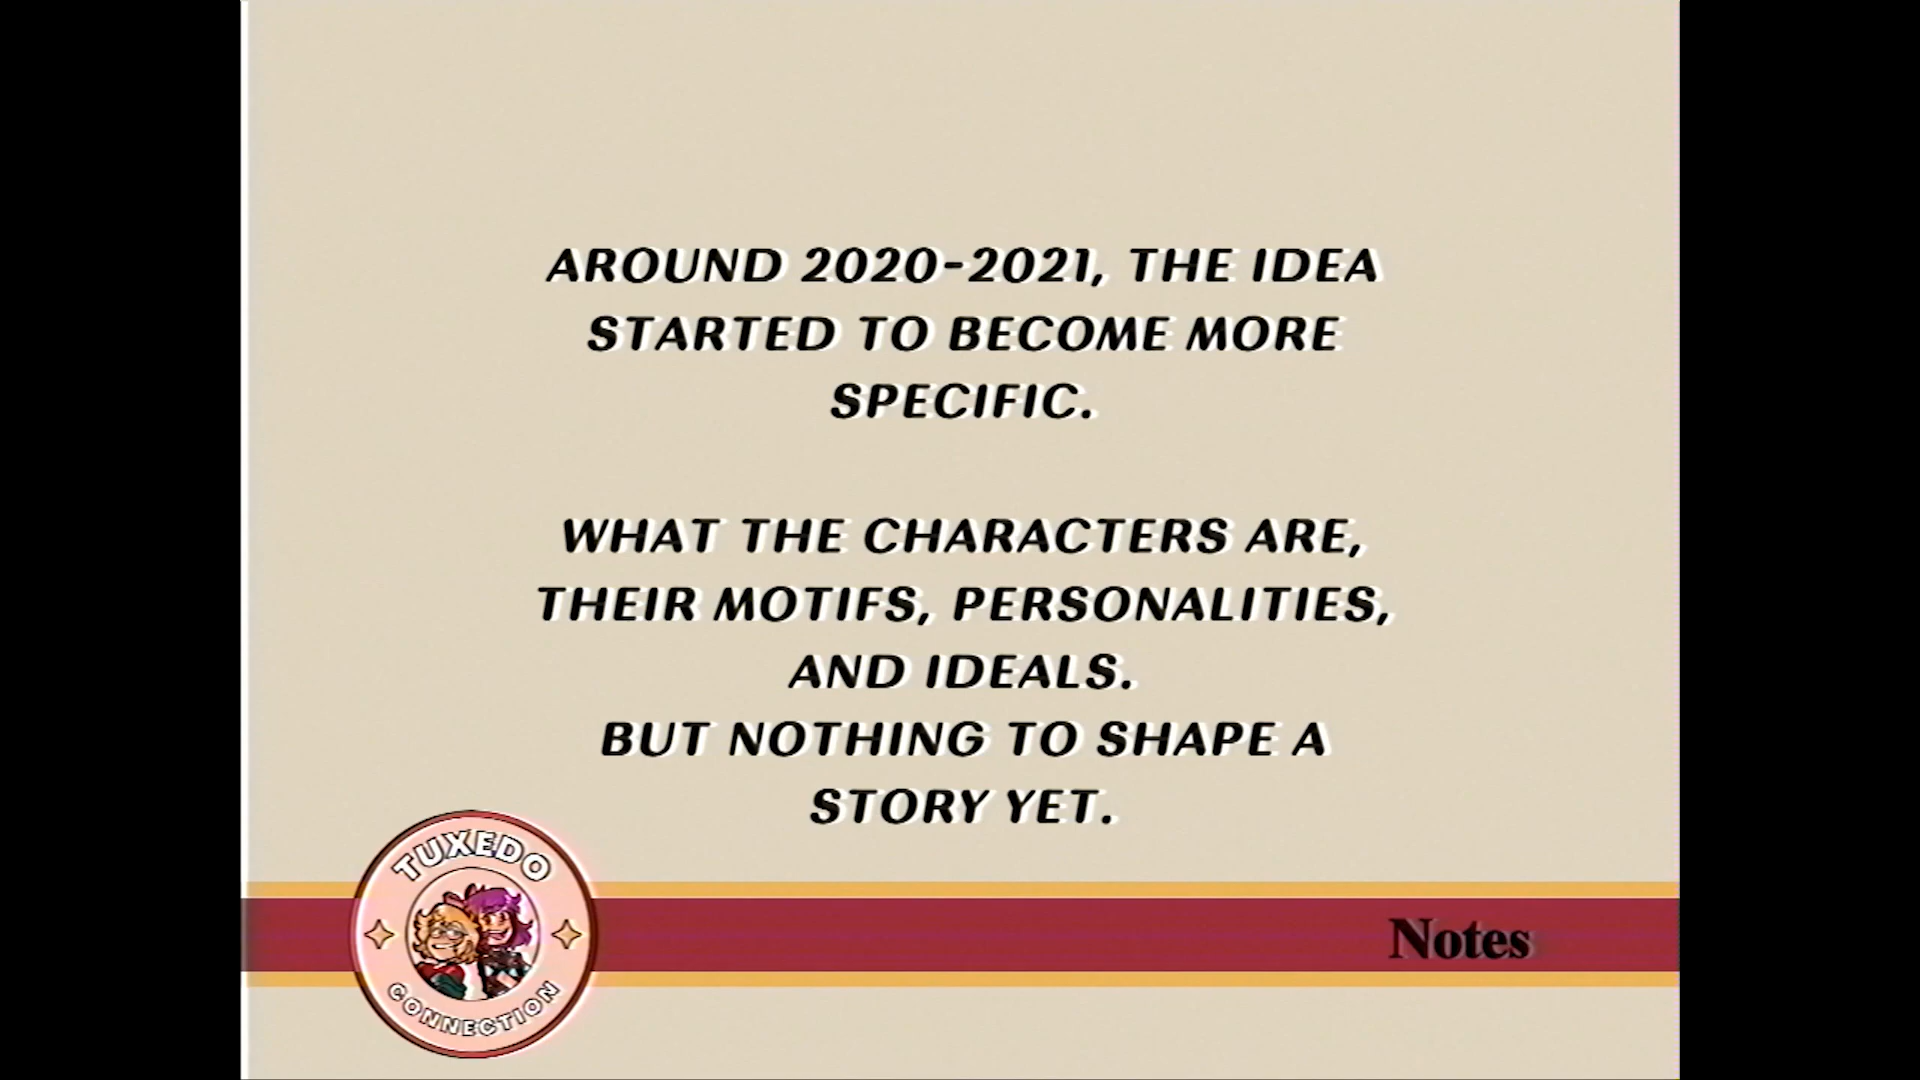 AROUND 2020-2021, THE IDEA
STARTED TO BECOME MORE
SPECIFIC.
WHAT THE CHARACTERS ARE,
THEIR MOTIFS, PERSONALITIES,
AND IDEALS.
BUT NOTHING TO SHAPE A
STORY YET.
TUXEDO
CONNECTION
Notes